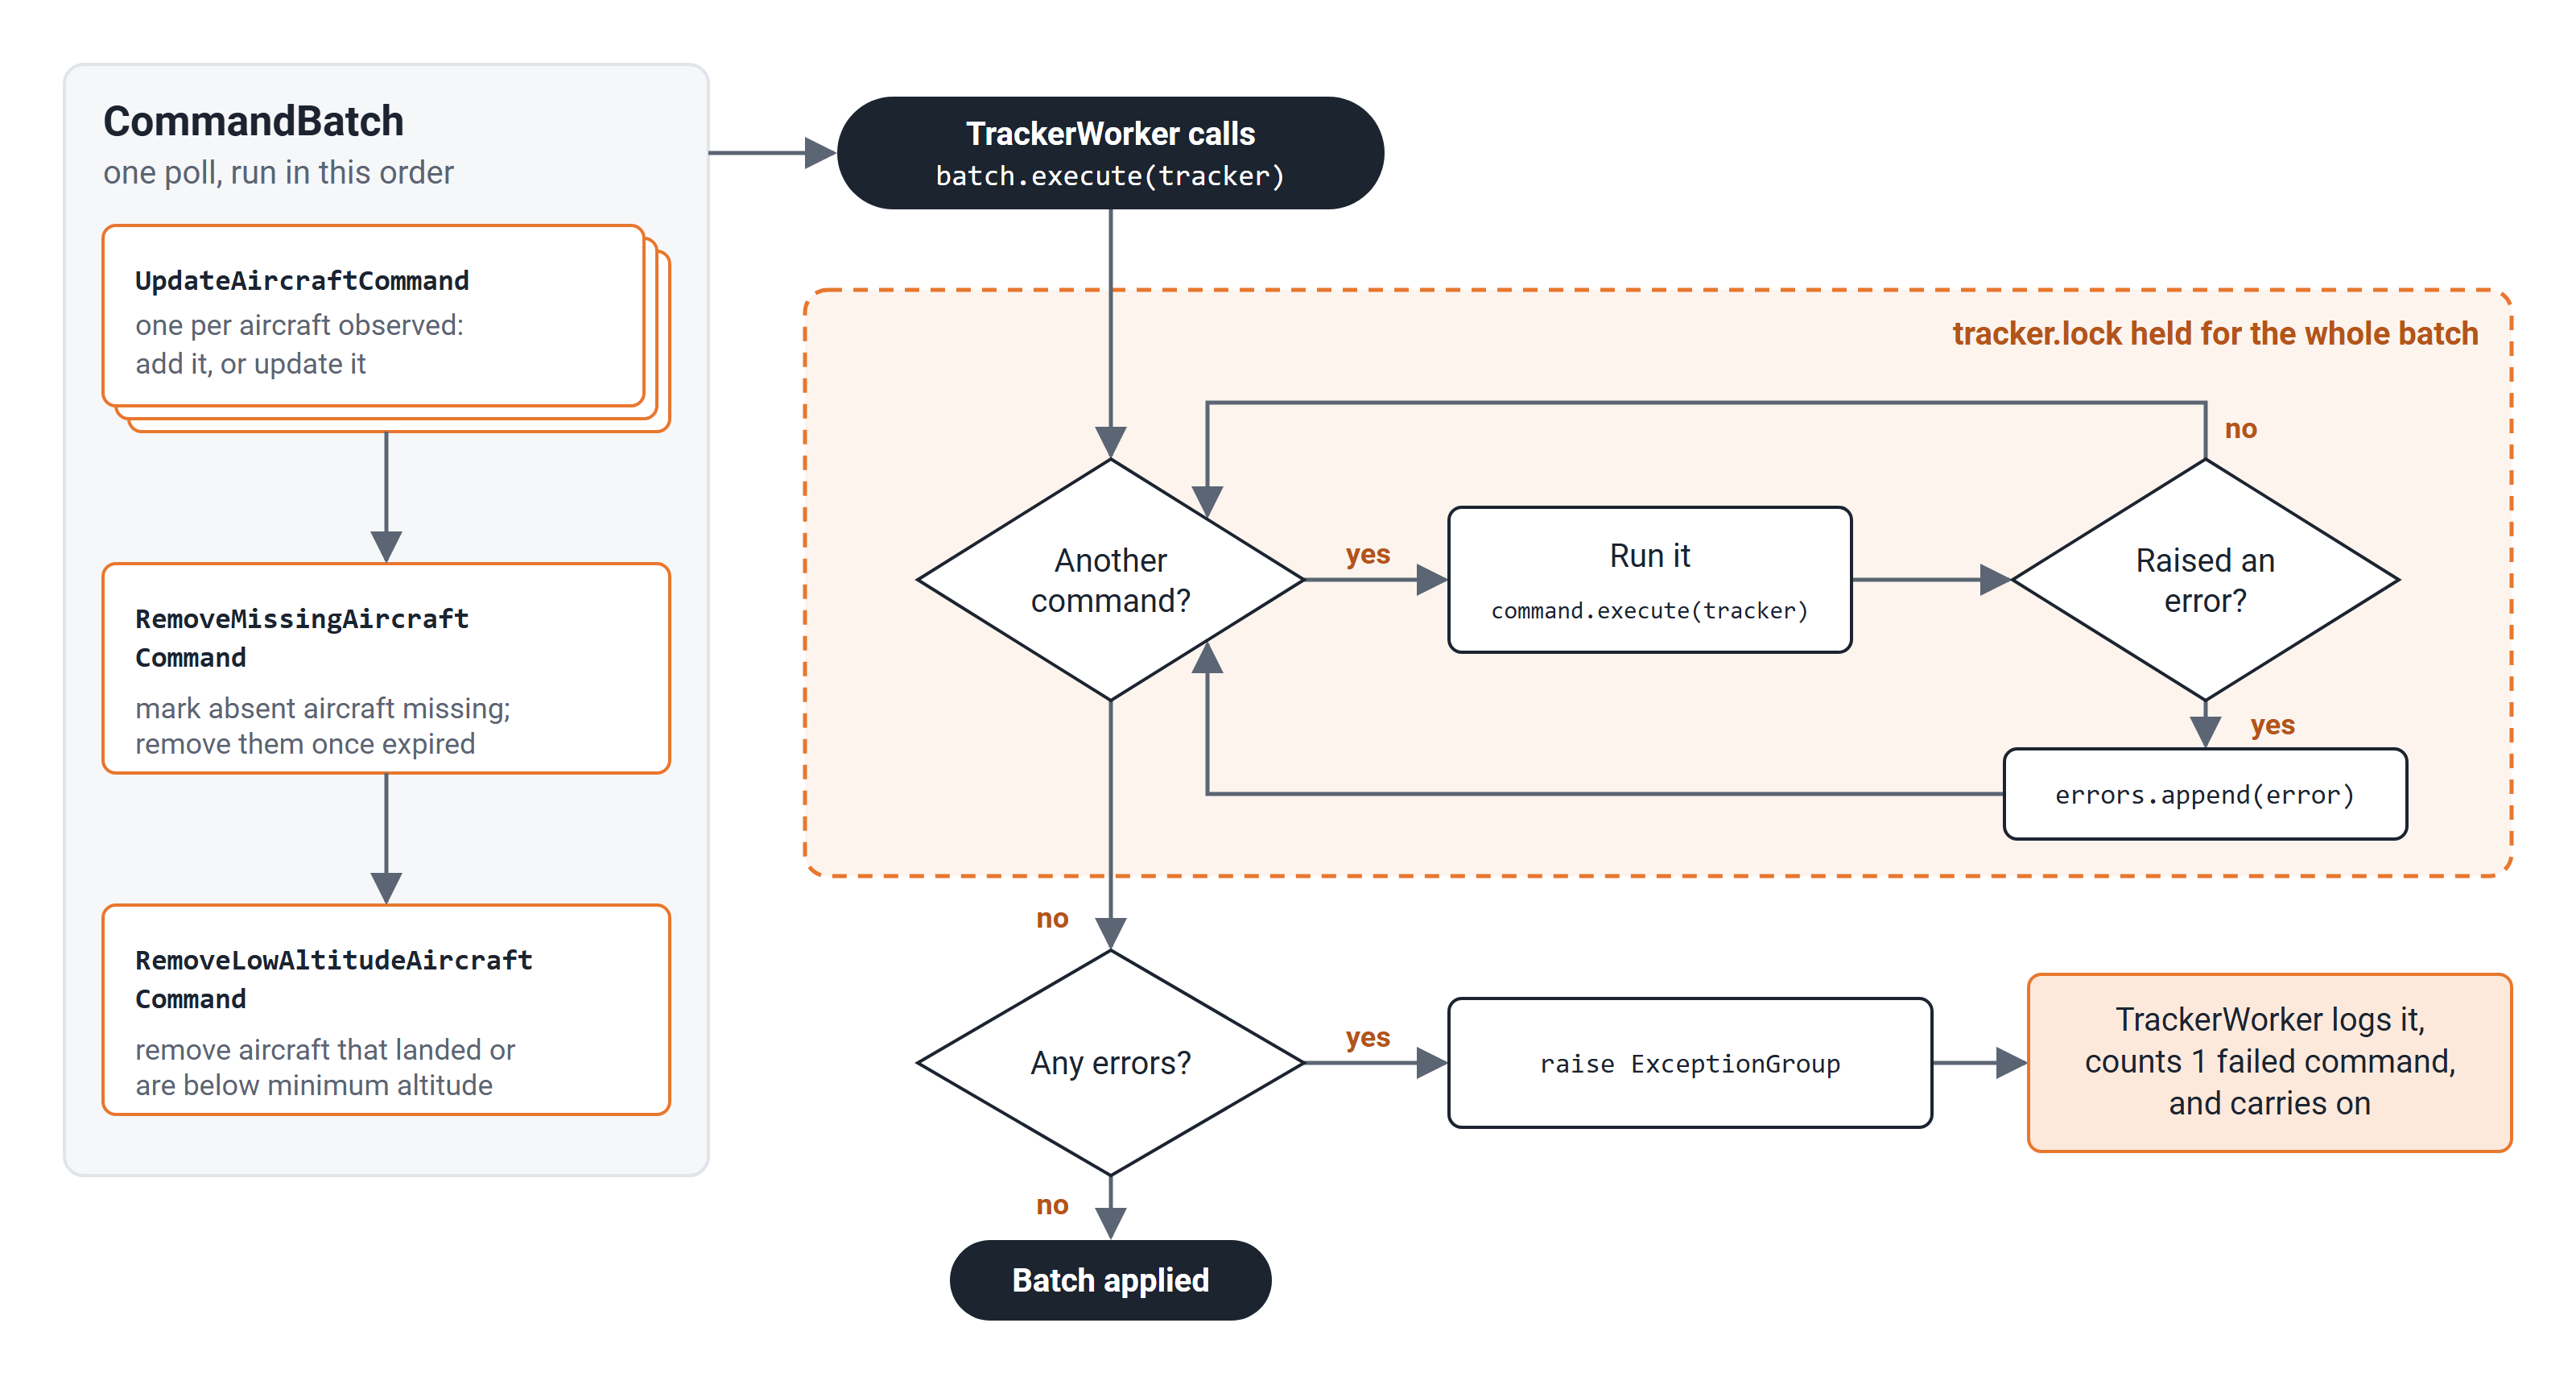 CommandBatch
one poll, run in this order
UpdateAircraftCommand
one per aircraft observed:
add it, or update it
RemoveMissingAircraft
Command
mark absent aircraft missing;
remove them once expired
RemoveLowAltitudeAircraft
Command
remove aircraft that landed or
are below minimum altitude
TrackerWorker calls
batch.execute(tracker)
tracker.lock held for the whole batch
Another
command?
yes
Run it
command.execute(tracker)
Raised an
error?
no
yes
errors.append(error)
no
Any errors?
yes
raise ExceptionGroup
TrackerWorker logs it,
counts 1 failed command,
and carries on
no
Batch applied